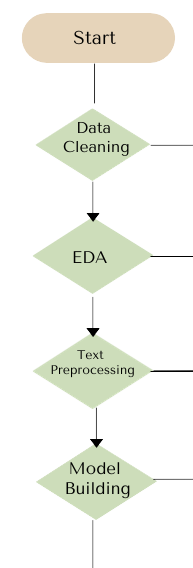 Start
Data
Cleaning
EDA
Text
Preprocessing
Model
Building